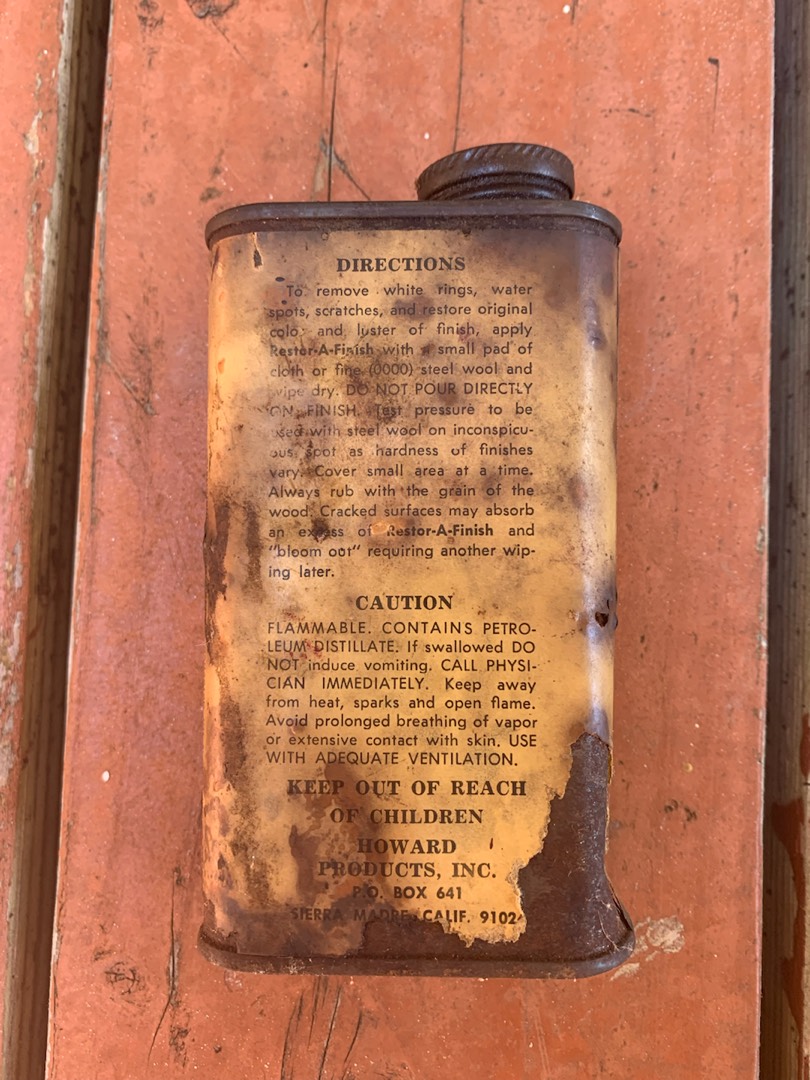 DIRECTIONS
To remove white rings, water
spots, scratches, and restore original
color and luster of finish, apply
Restor-A-Finish with a small pad of
cloth or fine (0000) steel wool and
wipe dry. DO NOT POUR DIRECTLY
ON FINISH. Test pressure to be
used with steel wool on inconspicu-
ous spot as hardness of finishes
vary. Cover small area at a time.
Always rub with the grain of the
wood. Cracked surfaces may absorb
an excess of Restor-A-Finish and
"bloom out" requiring another wip-
ing later.
CAUTION
FLAMMABLE. CONTAINS PETRO-
LEUM DISTILLATE. If swallowed DO
NOT induce vomiting. CALL PHYSI-
CIAN IMMEDIATELY. Keep away
from heat, sparks and open flame.
Avoid prolonged breathing of vapor
or extensive contact with skin. USE
WITH ADEQUATE VENTILATION.
KEEP OUT OF REACH
OF CHILDREN
HOWARD
PRODUCTS, INC.
P.O. BOX 641
SIERRA MADRE, CALIF. 9102